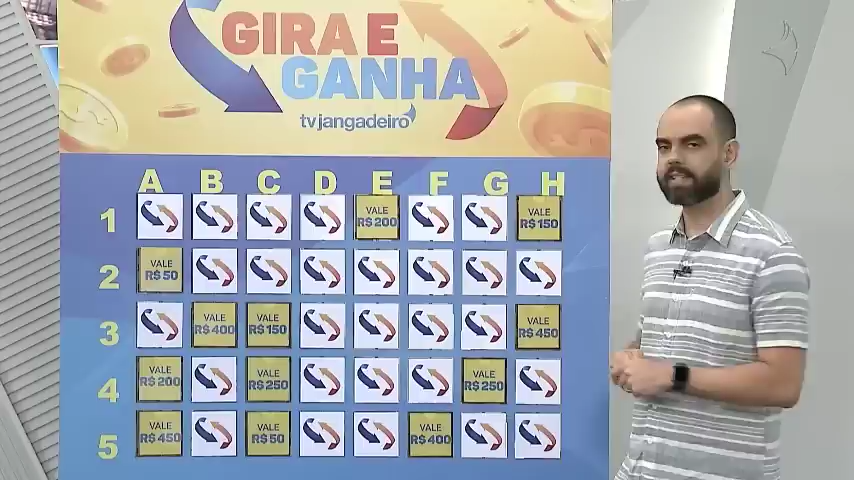 GIRA E
GANHA
tvjangadeiro
A B C D E F G H
1 VALE R$200 VALE R$150
2 VALE R$50
3 VALE R$400 VALE R$150 VALE R$450
4 VALE R$200 VALE R$250 VALE R$250
5 VALE R$450 VALE R$50 VALE R$400